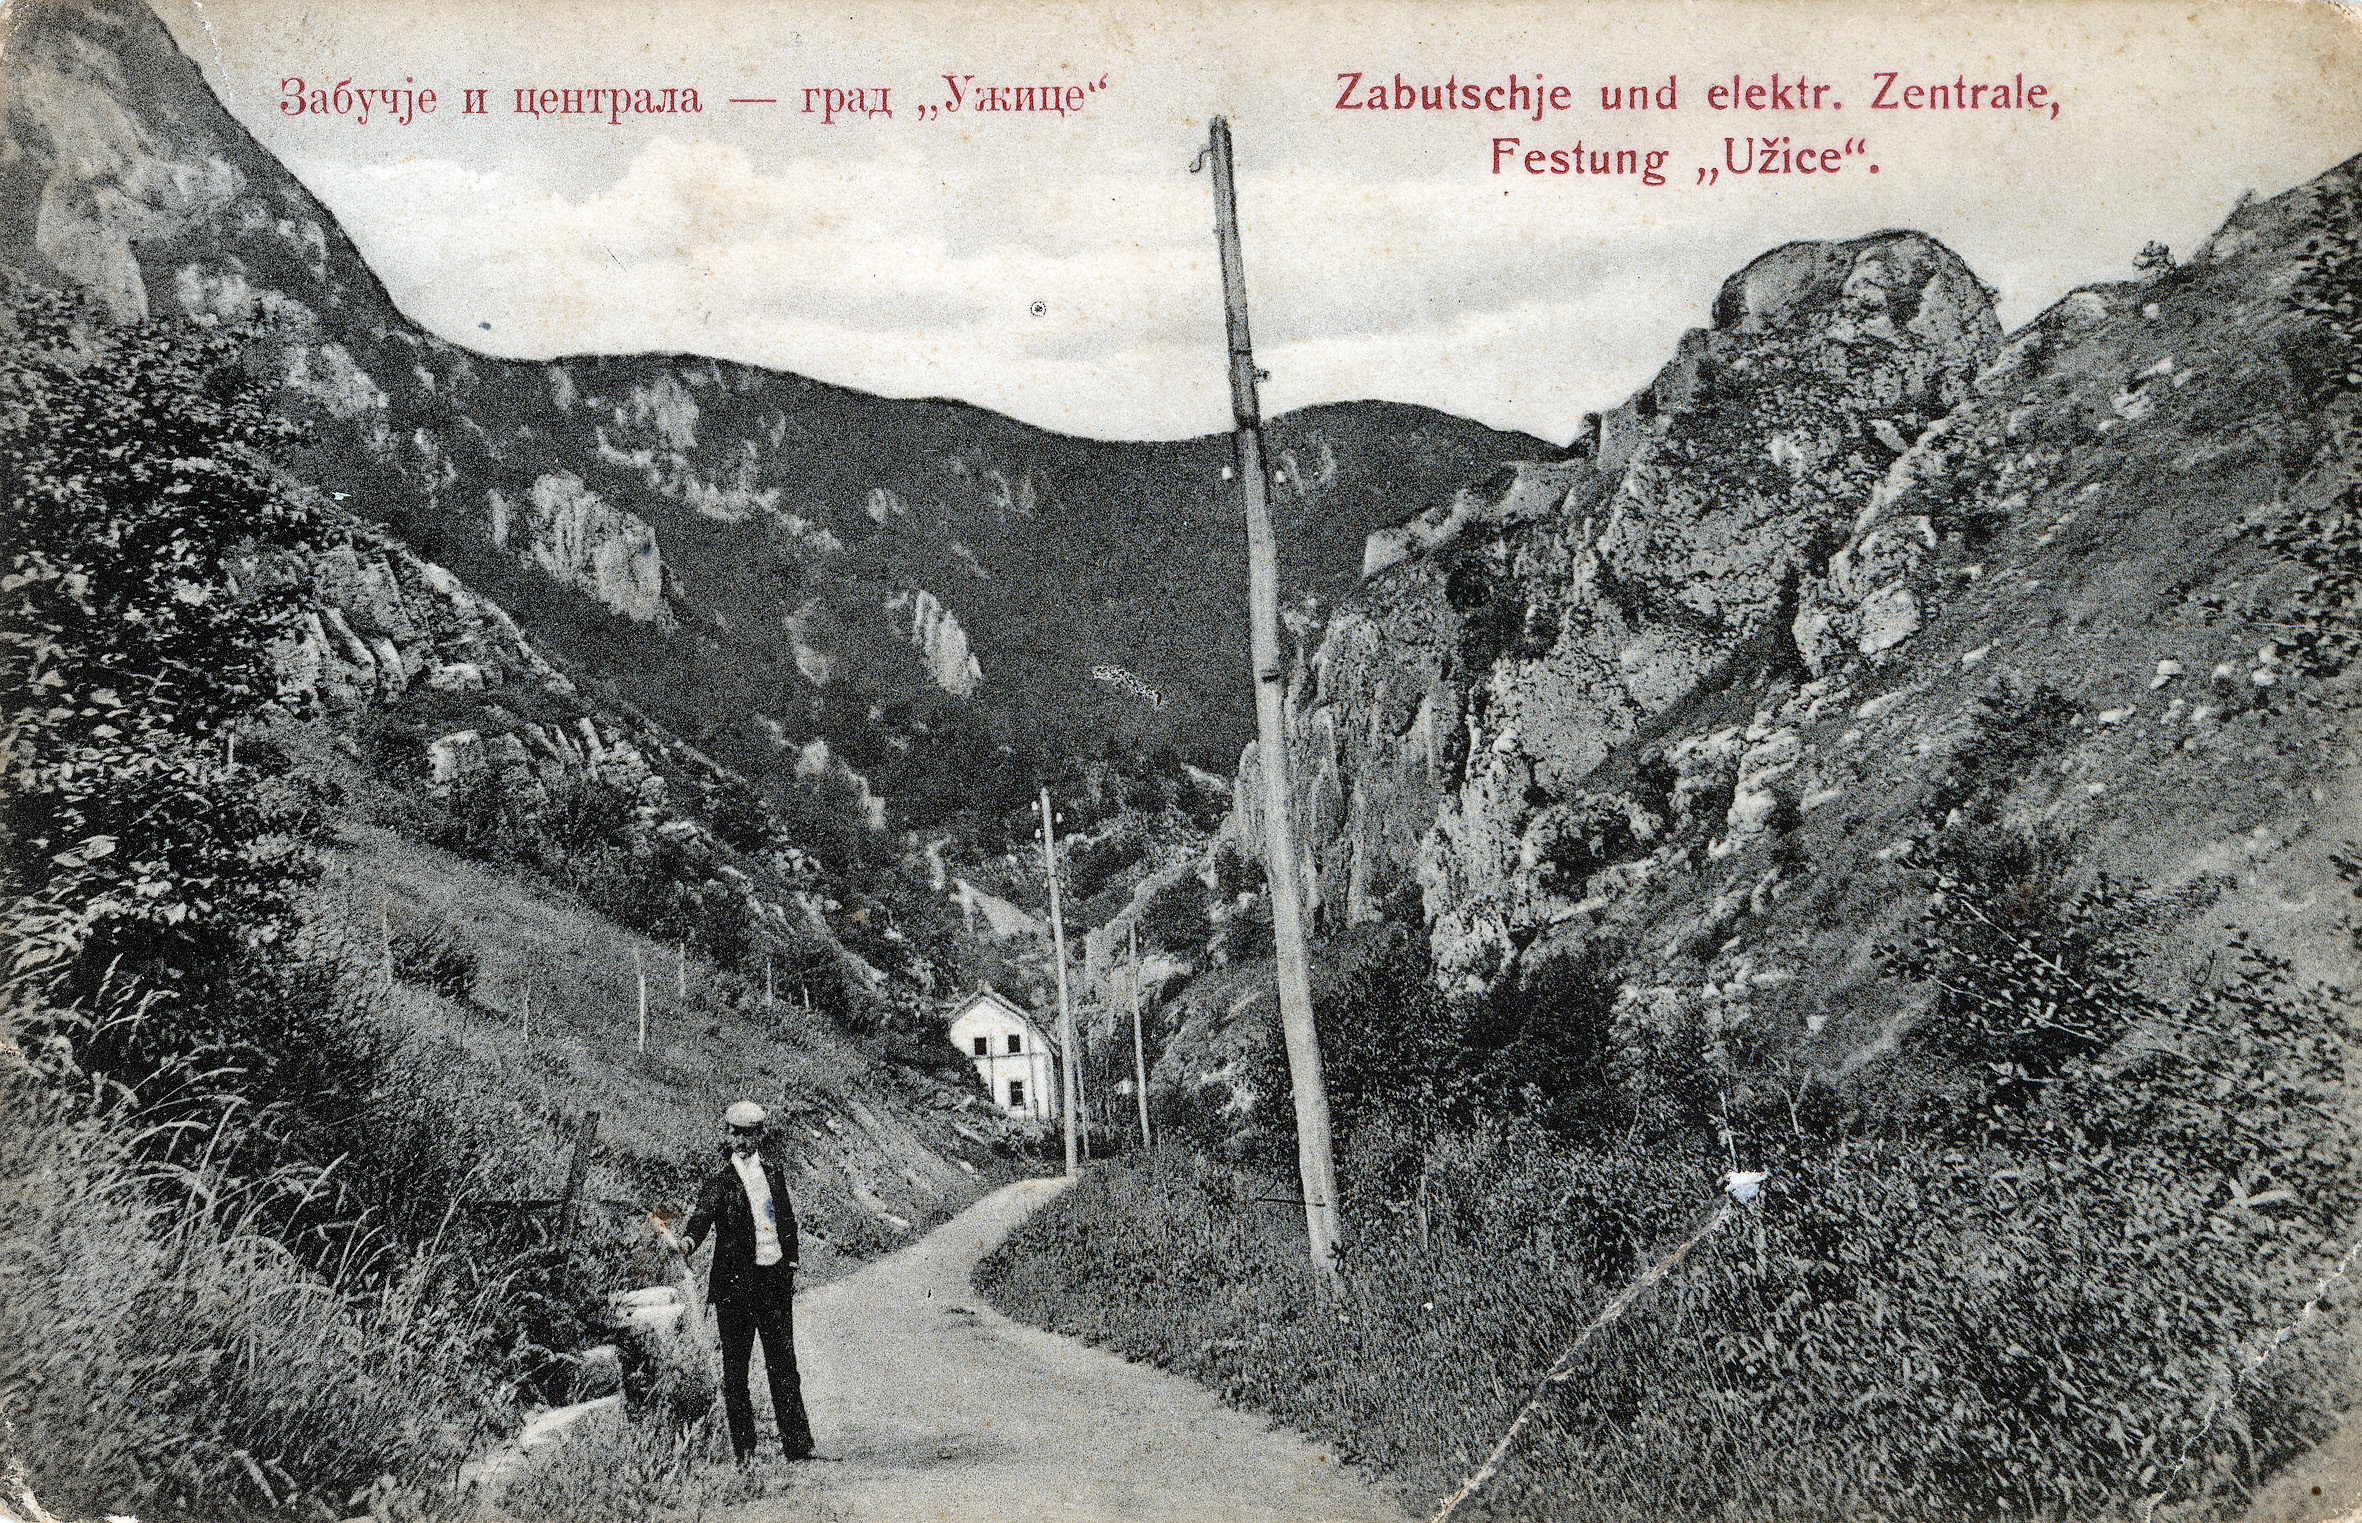 Забучје и централа — град „Ужице“
Zabutschje und elektr. Zentrale,
Festung „Užice“.